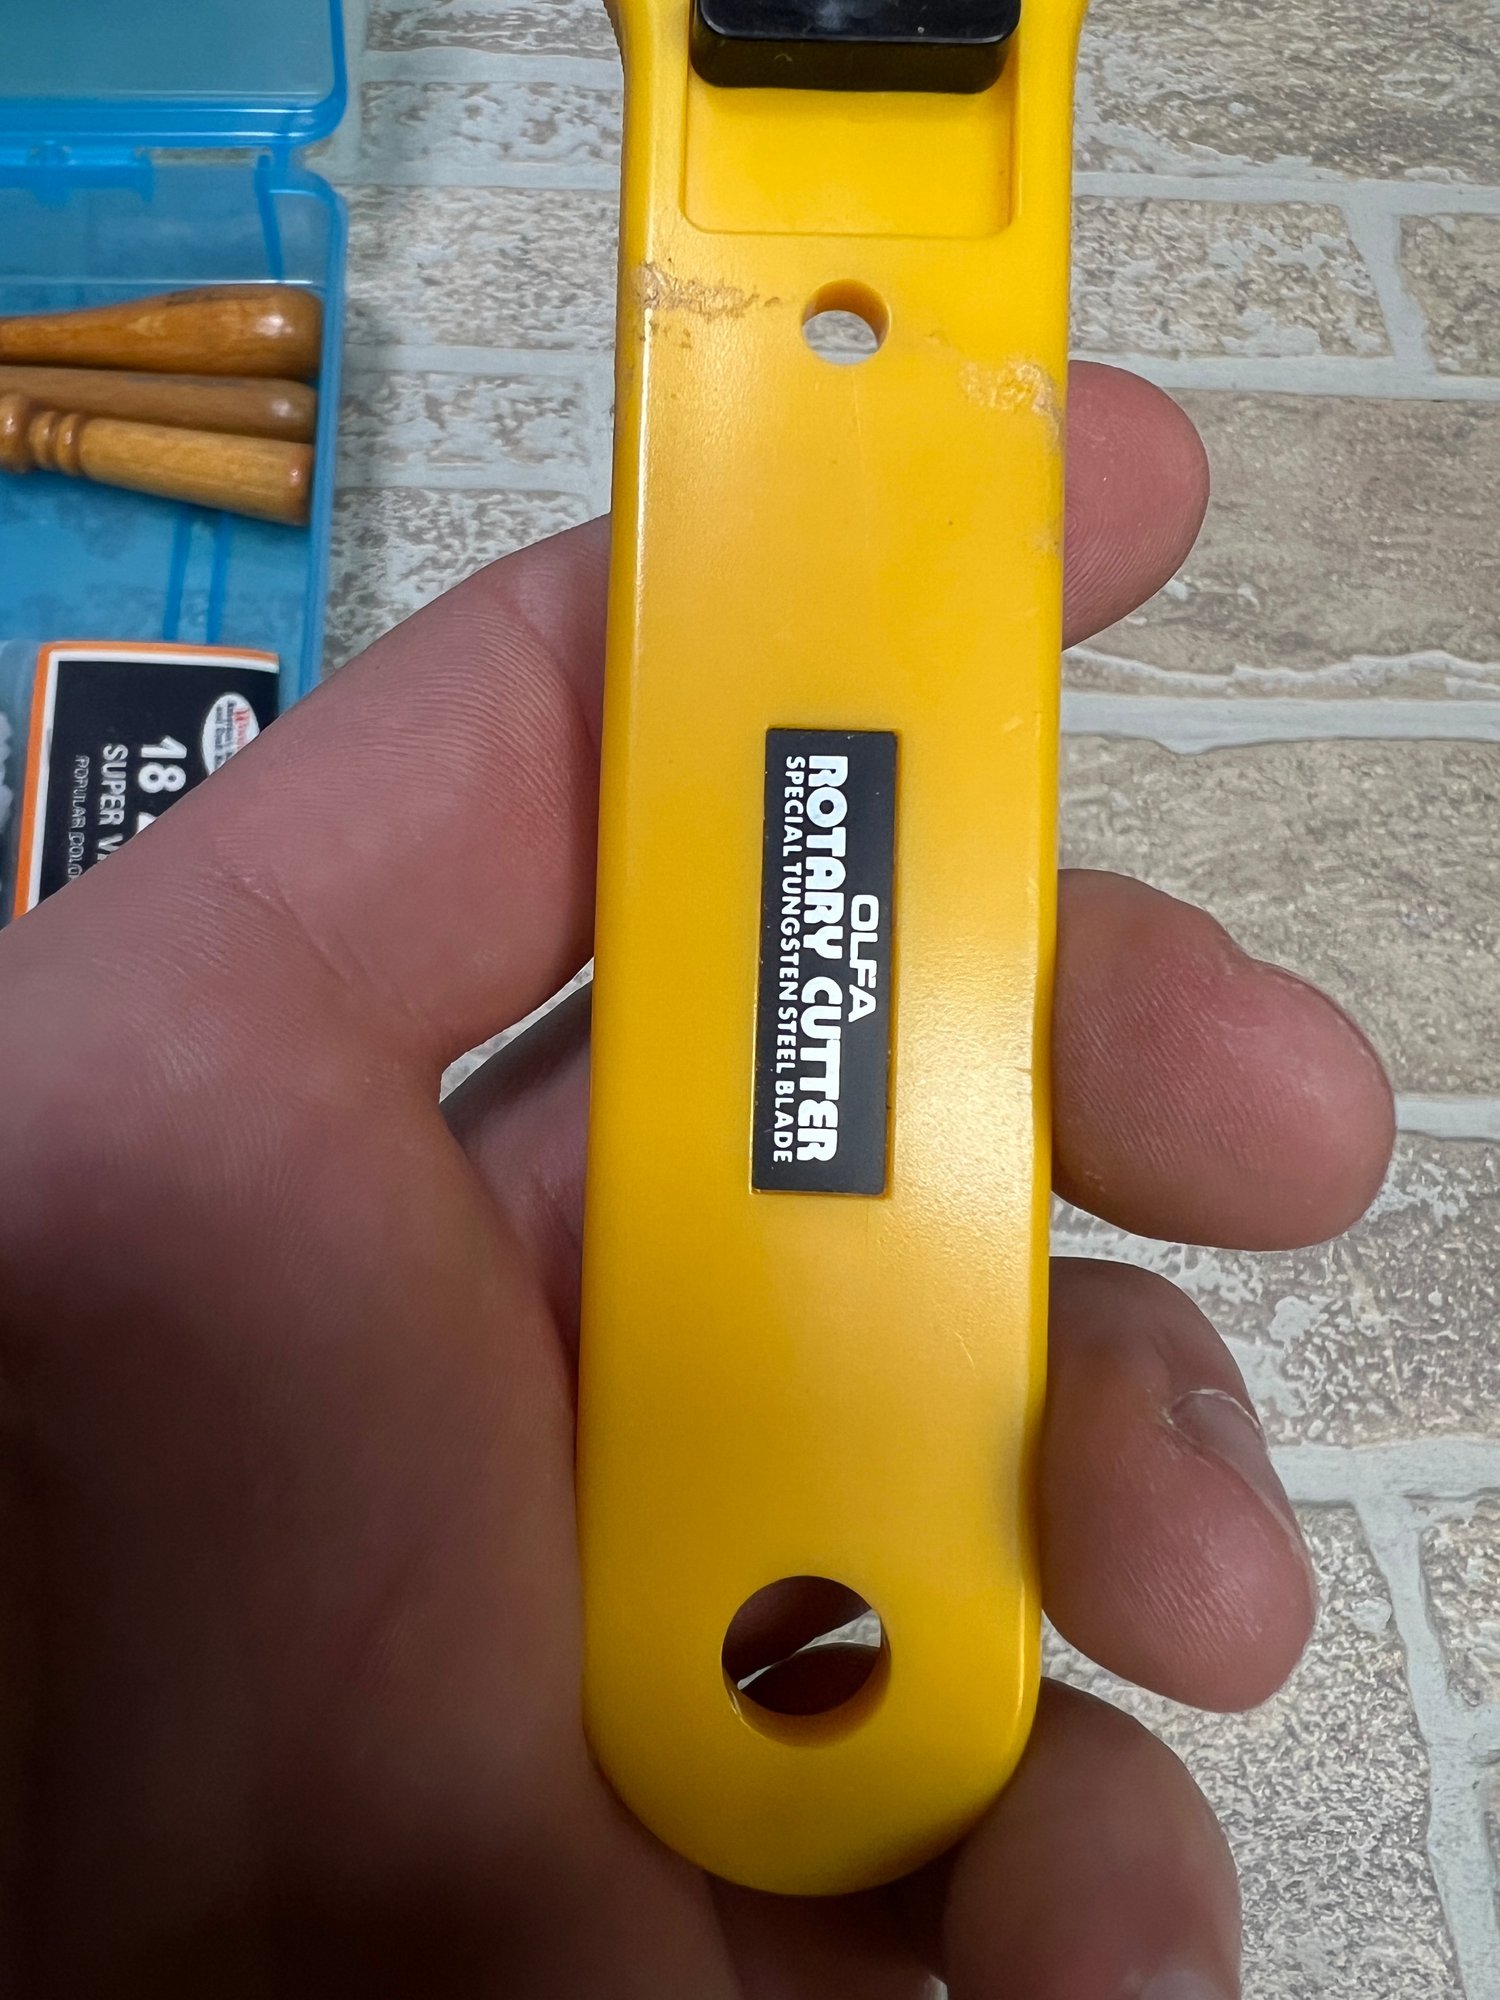 OLFA
ROTARY CUTTER
SPECIAL TUNGSTEN STEEL BLADE
18
SUPER